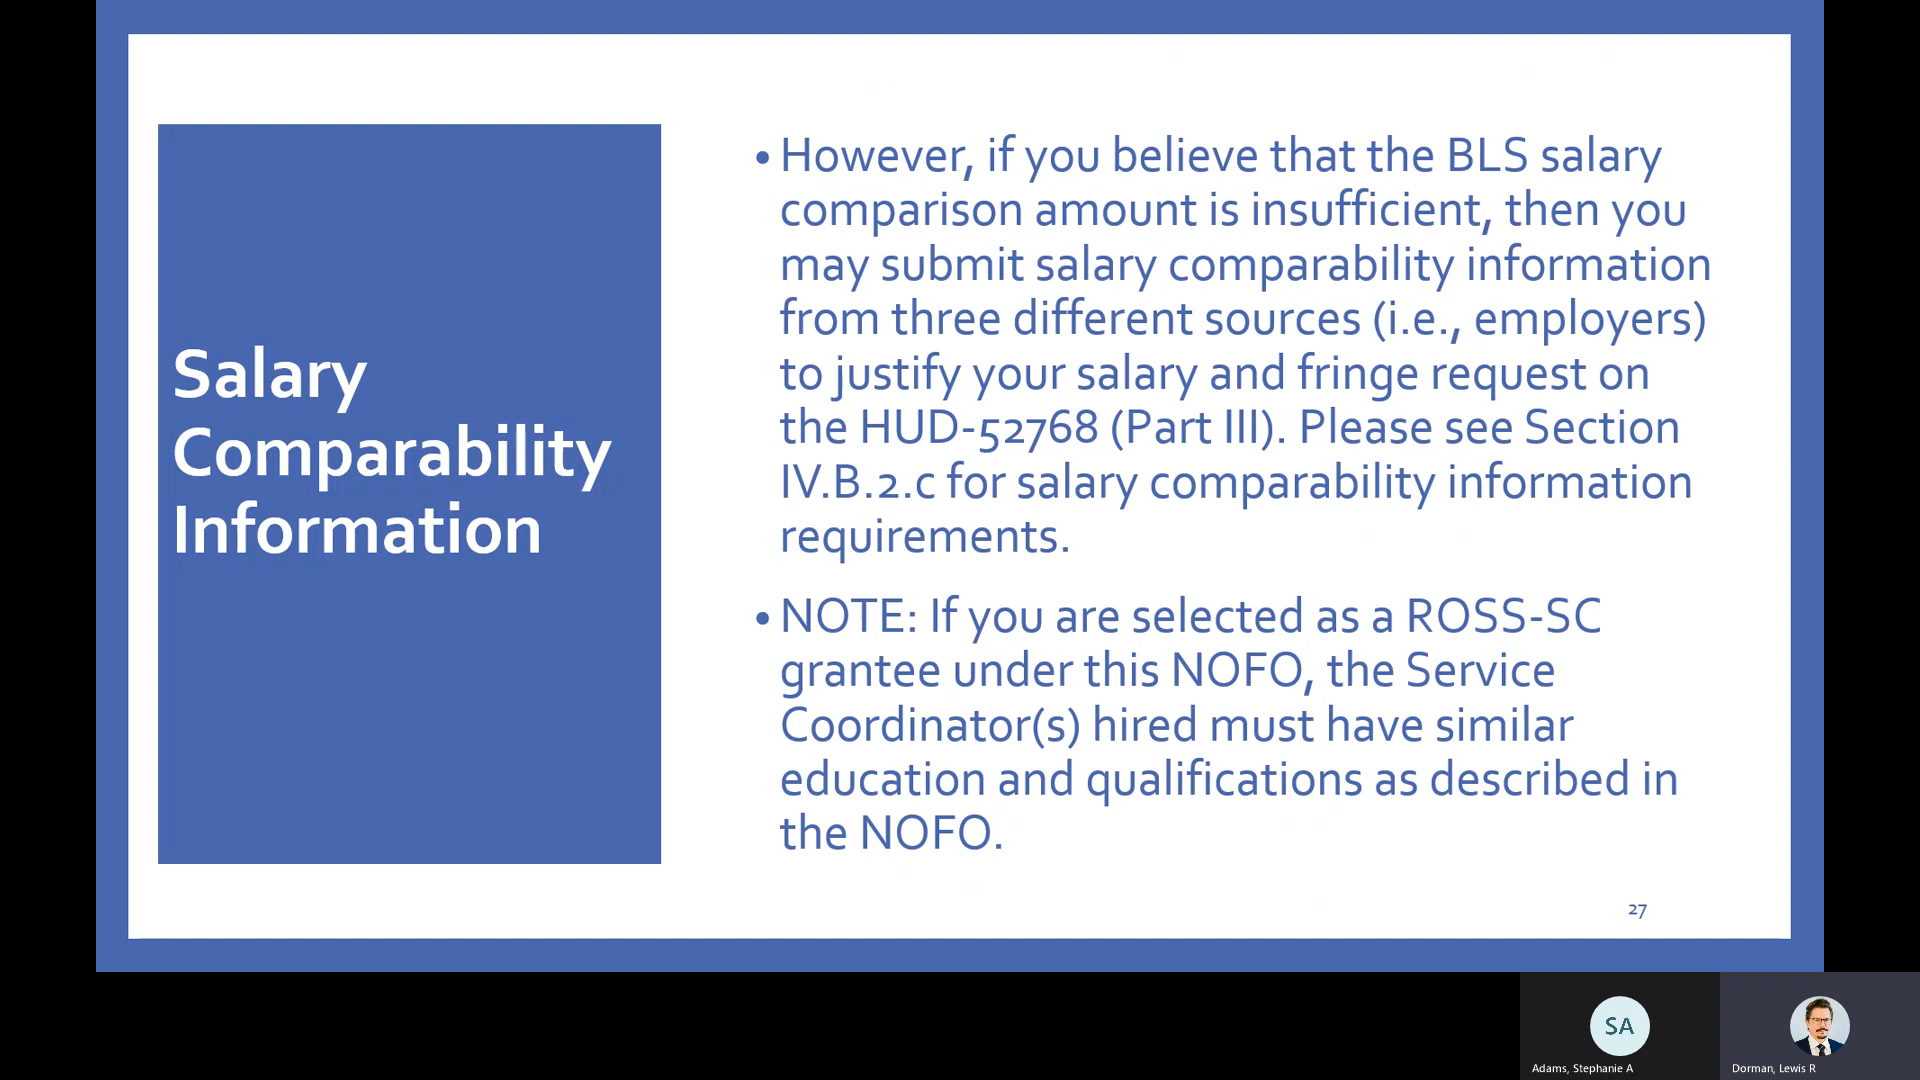 Salary
Comparability
Information
• However, if you believe that the BLS salary
comparison amount is insufficient, then you
may submit salary comparability information
from three different sources (i.e., employers)
to justify your salary and fringe request on
the HUD-52768 (Part III). Please see Section
IV.B.2.c for salary comparability information
requirements.
• NOTE: If you are selected as a ROSS-SC
grantee under this NOFO, the Service
Coordinator(s) hired must have similar
education and qualifications as described in
the NOFO.
27
SA
Adams, Stephanie A
Dorman, Lewis R